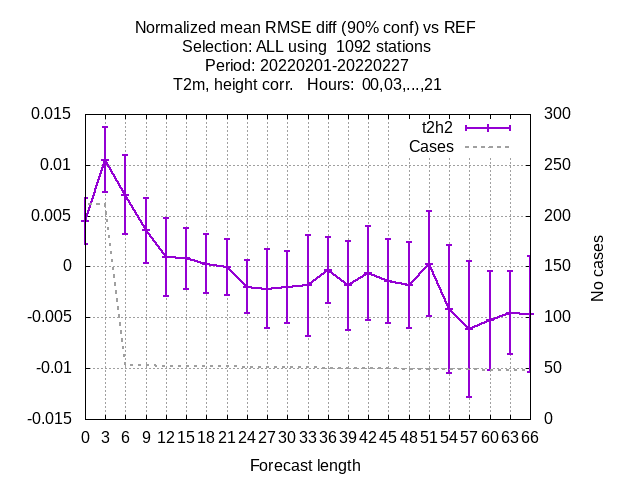 Normalized mean RMSE diff (90% conf) vs REF
Selection: ALL using  1092 stations
Period: 20220201-20220227
T2m, height corr.   Hours:  00,03,...,21
0.015
0.01
0.005
0
-0.005
-0.01
-0.015
300
250
200
150
100
50
0
t2h2
Cases
No cases
0 3 6 9 12 15 18 21 24 27 30 33 36 39 42 45 48 51 54 57 60 63 66
Forecast length